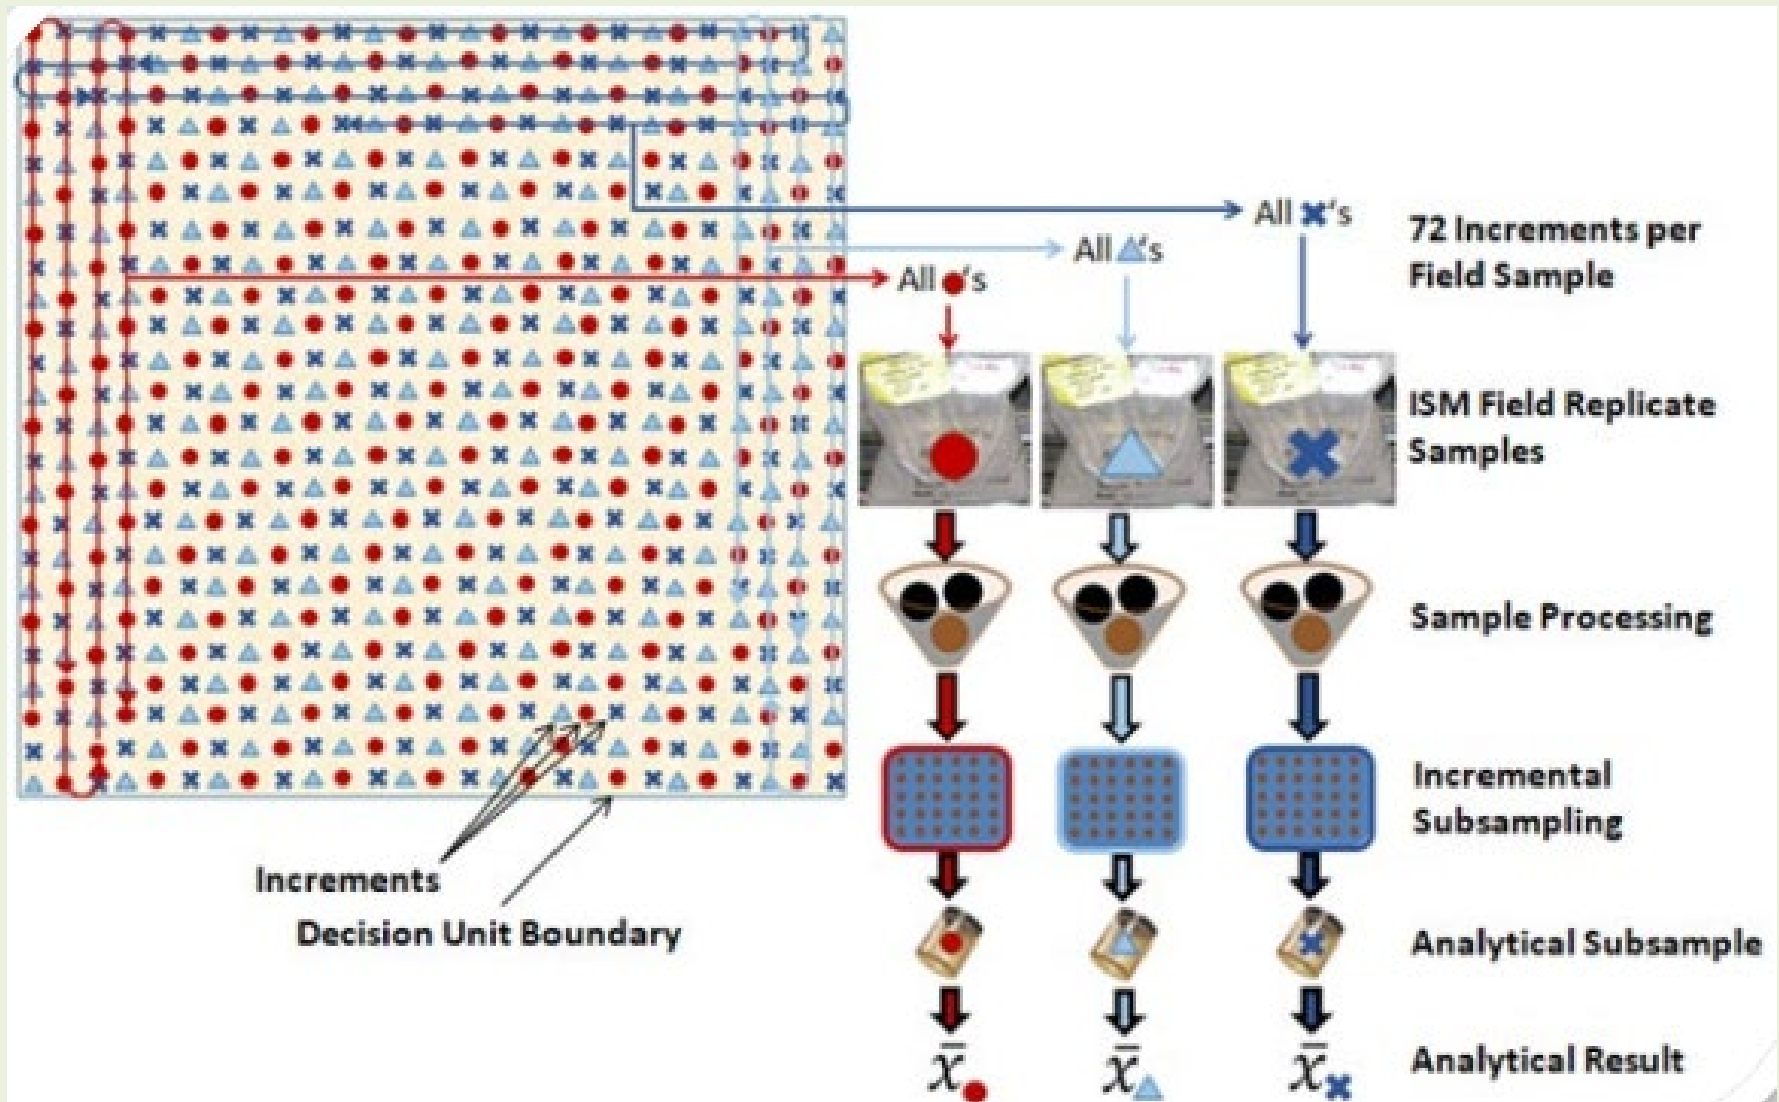 All ✖'s
All ▲'s
All ●'s
72 Increments per
Field Sample
ISM Field Replicate
Samples
Sample Processing
Incremental
Subsampling
Increments
Decision Unit Boundary
Analytical Subsample
x̄● x̄▲ x̄✖
Analytical Result